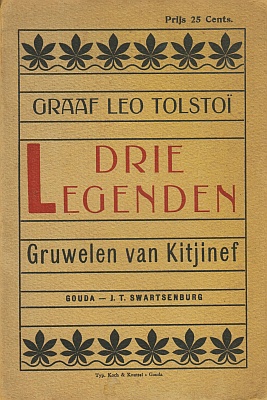 Prijs 25 Cents.
GRAAF LEO TOLSTOÏ
DRIE
LEGENDEN
Gruwelen van Kitjinef
GOUDA — J. T. SWARTSENBURG
Typ. Koch & Knuttel • Gouda